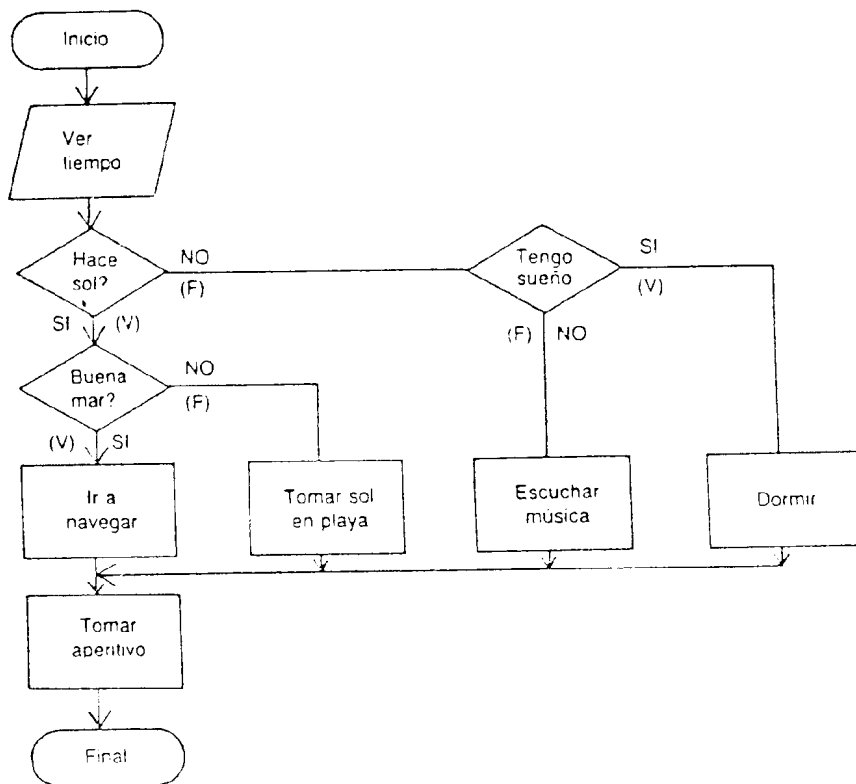 Inicio
Ver
tiempo
Hace
sol?
NO
(F)
SI
(V)
Tengo
sueño
SI
(V)
(F)
NO
Buena
mar?
NO
(F)
(V)
SI
Ir a
navegar
Tomar sol
en playa
Escuchar
música
Dormir
Tomar
aperitivo
Final